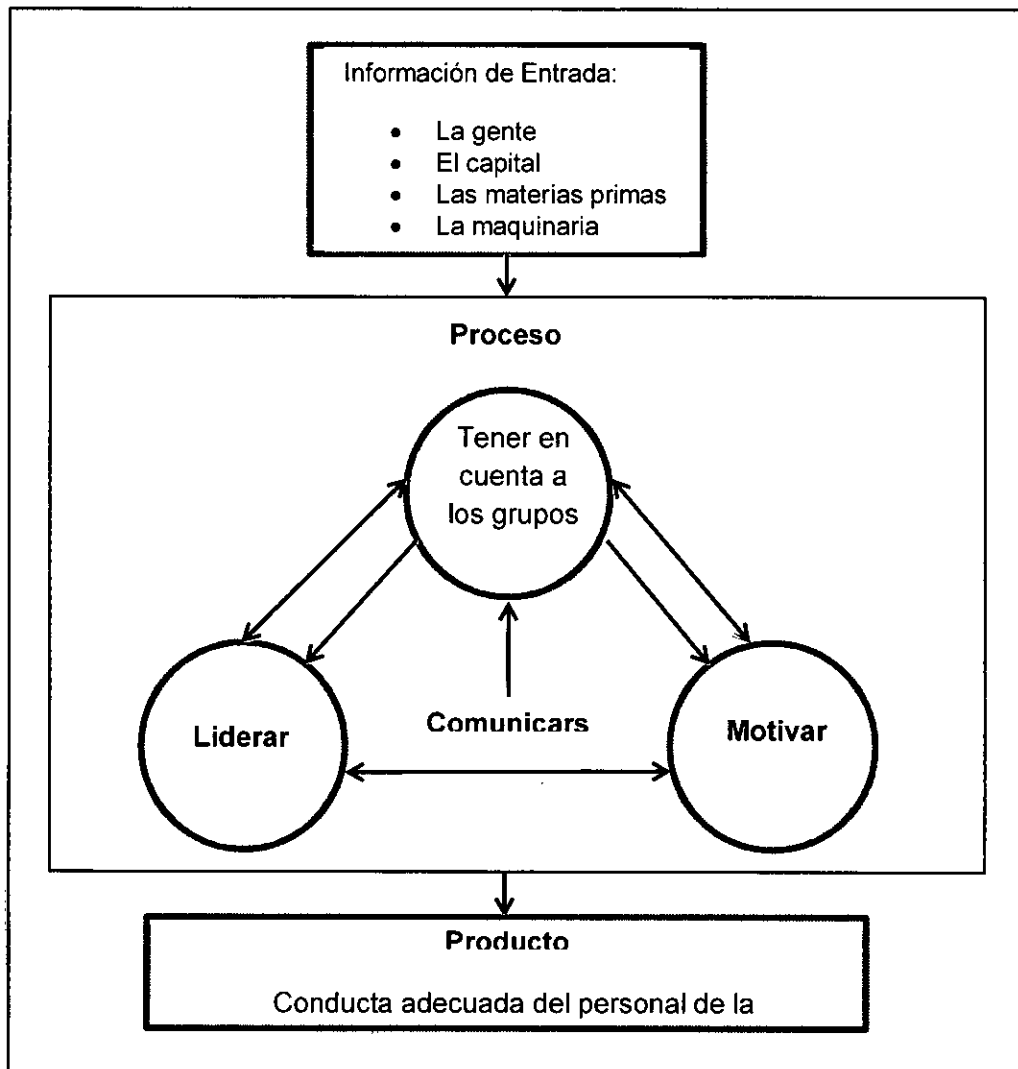 Información de Entrada:
• La gente
• El capital
• Las materias primas
• La maquinaria
Proceso
Tener en
cuenta a
los grupos
Liderar
Comunicars
Motivar
Producto
Conducta adecuada del personal de la